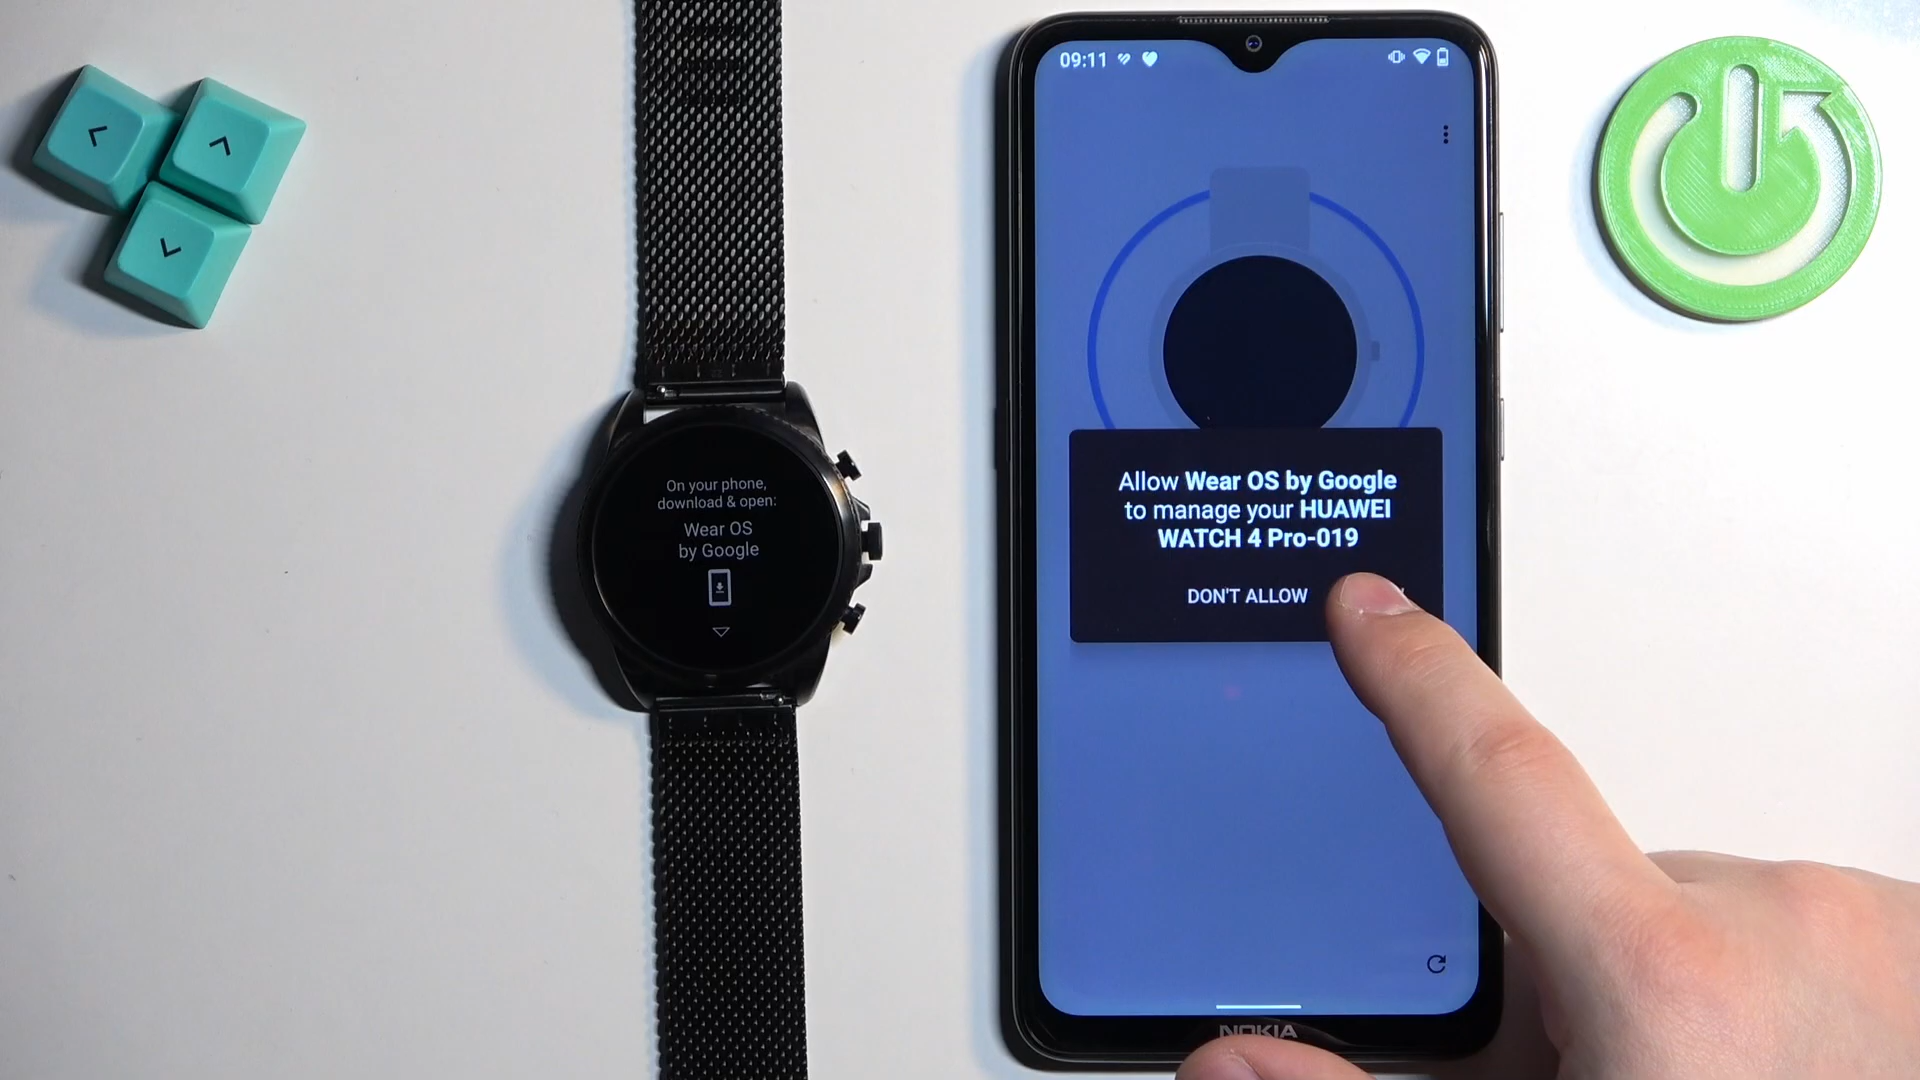 09:11
On your phone,
download & open:
Wear OS
by Google
Allow Wear OS by Google
to manage your HUAWEI
WATCH 4 Pro-019
DON'T ALLOW
NOKIA